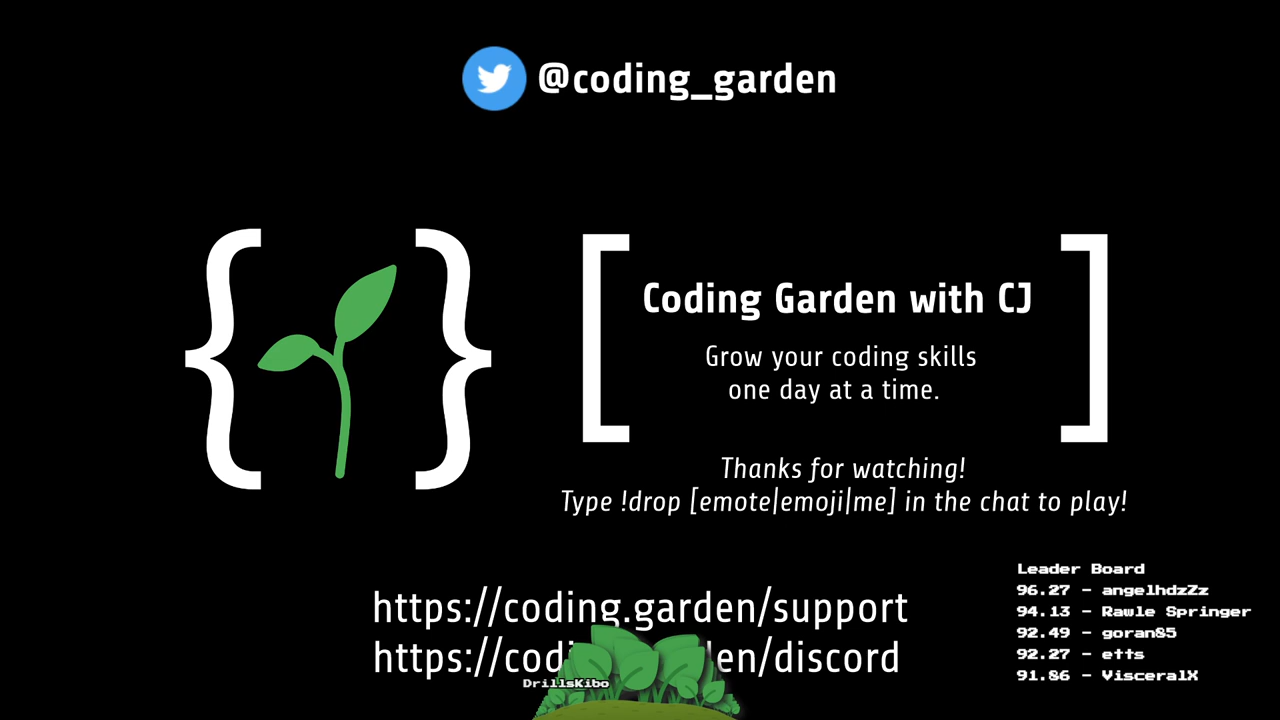 @coding_garden
{ }
[ ]
Coding Garden with CJ
Grow your coding skills
one day at a time.
Thanks for watching!
Type !drop [emote|emoji|me] in the chat to play!
https://coding.garden/support
https://cod len/discord
DrillsKibo
Leader Board
96.27 - angelhdzZz
94.13 - Rawle Springer
92.49 - goran85
92.27 - etts
91.86 - VisceralX